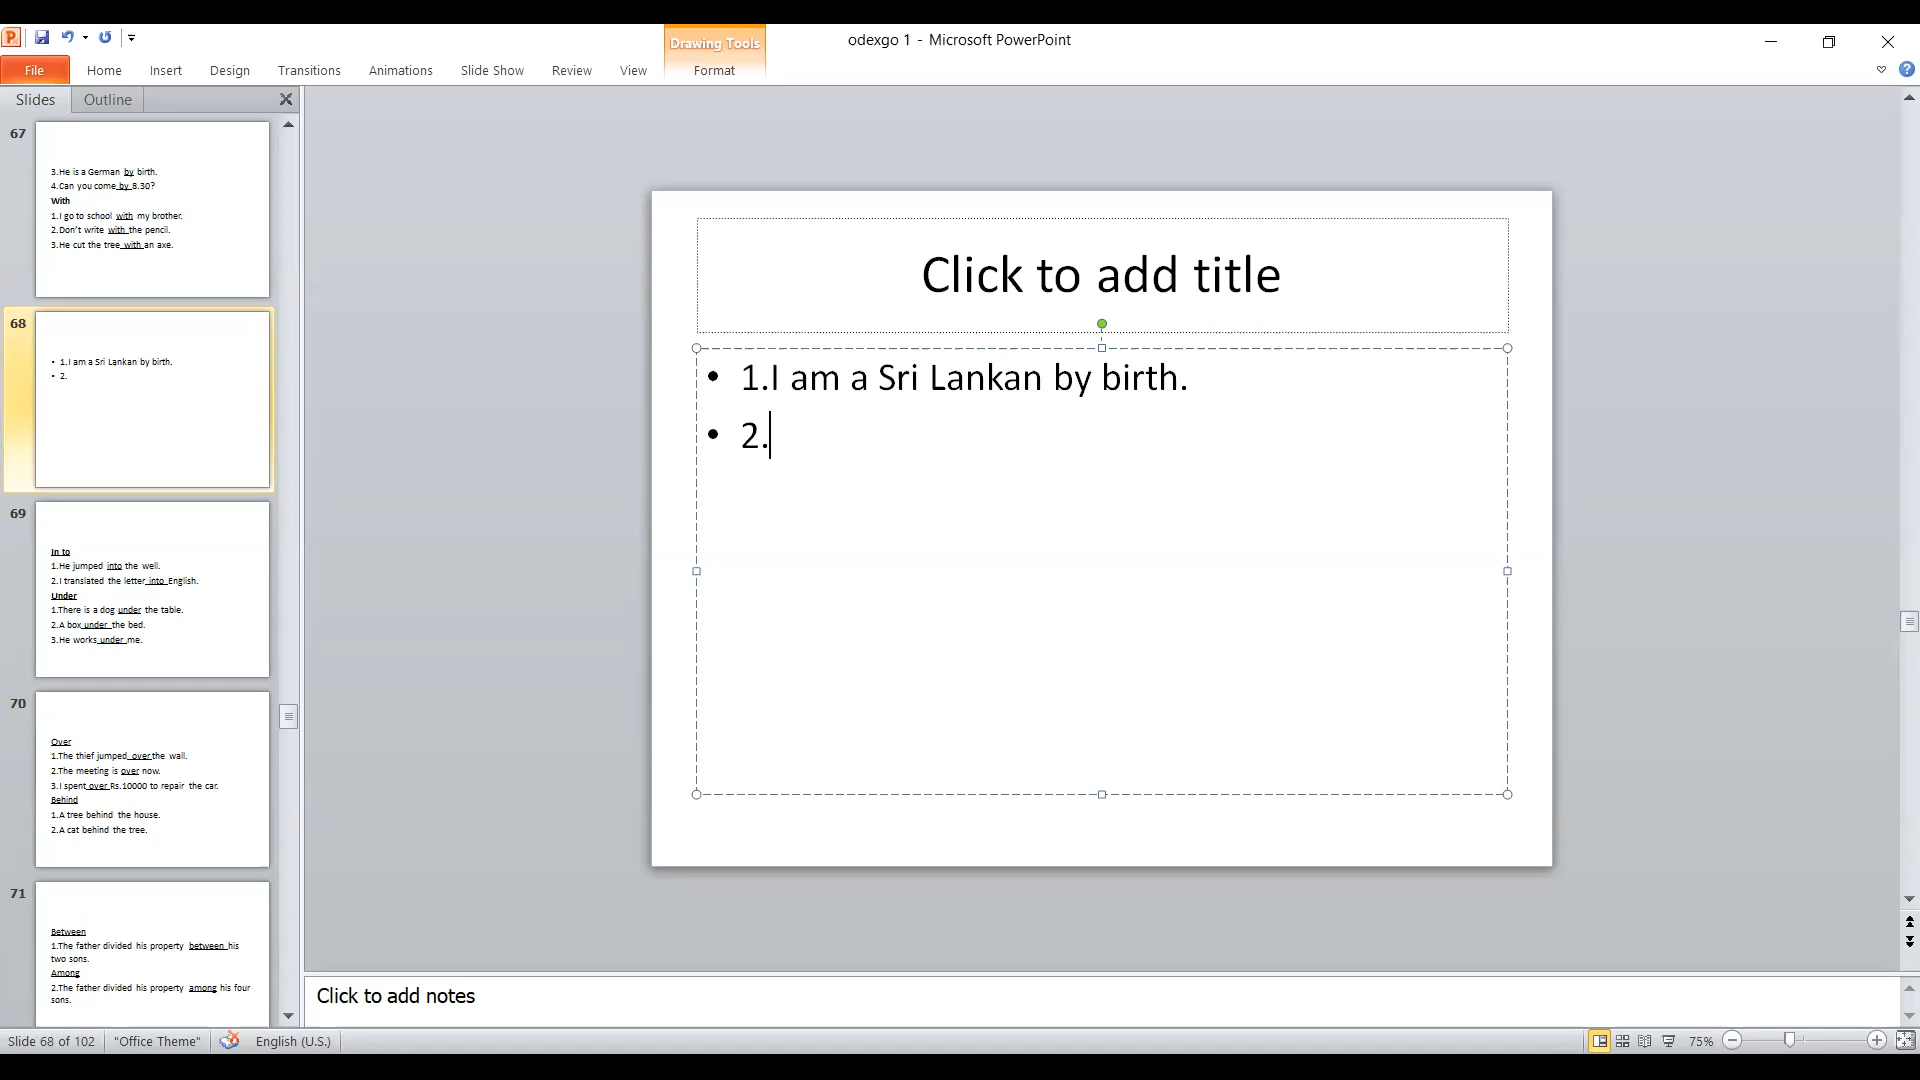 odexgo 1 - Microsoft PowerPoint
Drawing Tools
File Home Insert Design Transitions Animations Slide Show Review View Format
Slides Outline
67
3.He is a German by birth.
4.Can you come by 8.30?
With
1.I go to school with my brother.
2.Don't write with the pencil.
3.He cut the tree with an axe.
68
• 1.I am a Sri Lankan by birth.
• 2.
69
In to
1.He jumped into the well.
2.I translated the letter into English.
Under
1.There is a dog under the table.
2.A box under the bed.
3.He works under me.
70
Over
1.The thief jumped over the wall.
2.The meeting is over now.
3.I spent over Rs.10000 to repair the car.
Behind
1.A tree behind the house.
2.A cat behind the tree.
71
Between
1.The father divided his property between his
two sons.
Among
2.The father divided his property among his four
sons.
Click to add title
• 1.I am a Sri Lankan by birth.
• 2.
Click to add notes
Slide 68 of 102 "Office Theme" English (U.S.) 75%